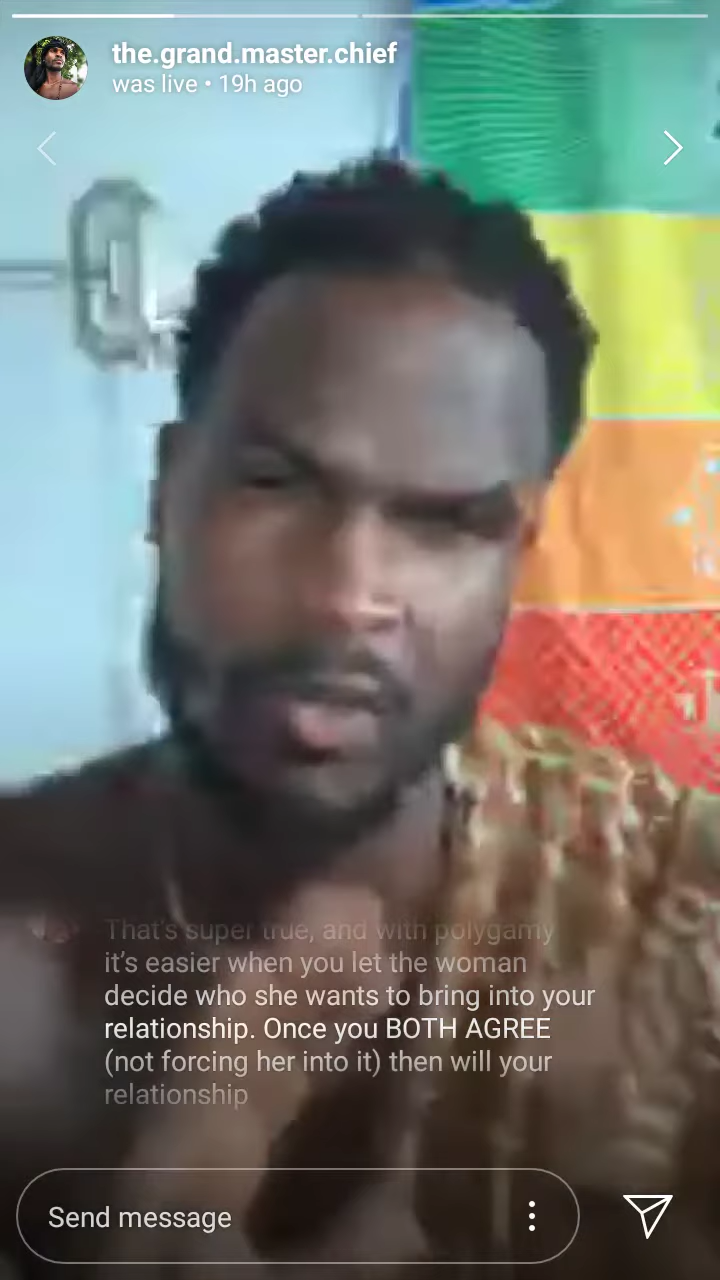 the.grand.master.chief
was live • 19h ago
That's super true, and with polygamy
it's easier when you let the woman
decide who she wants to bring into your
relationship. Once you BOTH AGREE
(not forcing her into it) then will your
relationship
Send message